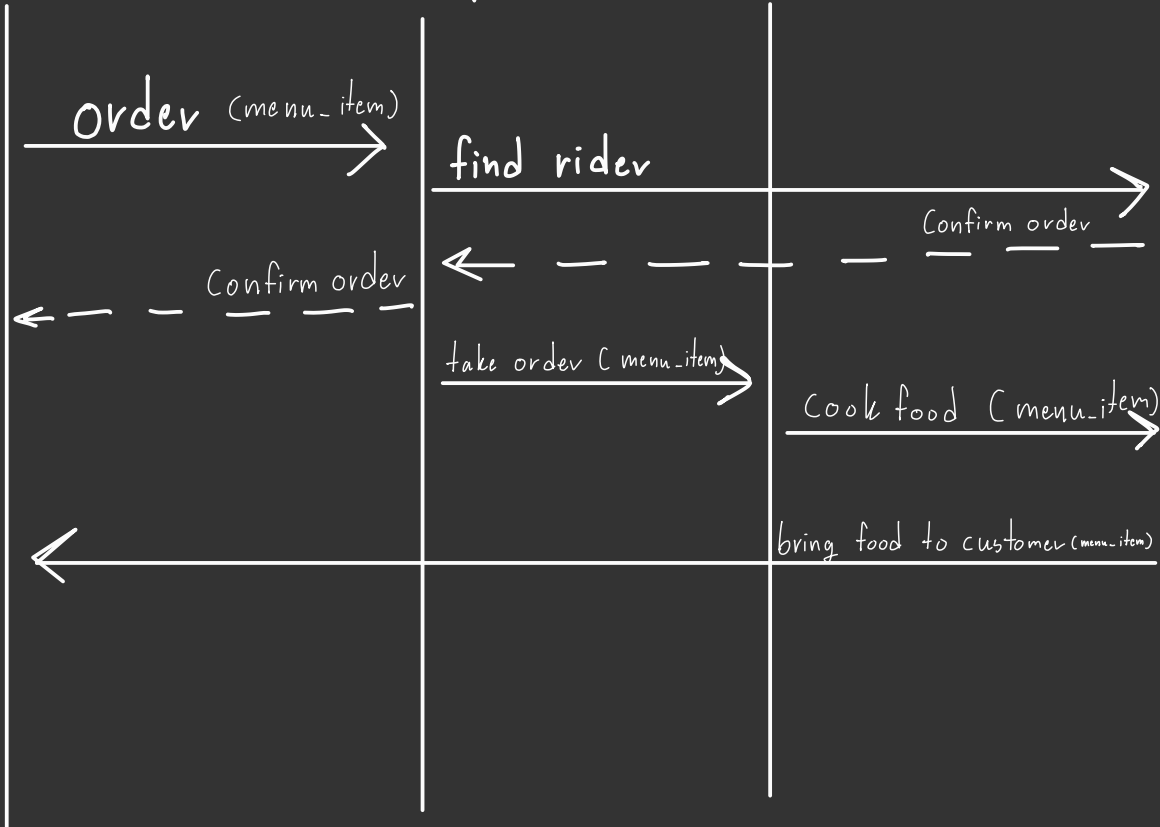 order (menu_item)
find rider
Confirm order
Confirm order
take order (menu_item)
Cook food (menu_item)
bring food to customer (menu_item)